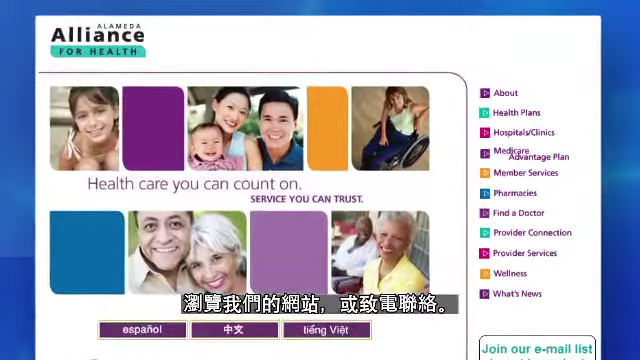 ALAMEDA
Alliance
FOR HEALTH
About
Health Plans
Hospitals/Clinics
Medicare
Advantage Plan
Member Services
Pharmacies
Find a Doctor
Provider Connection
Provider Services
Wellness
What's News
Health care you can count on.
SERVICE YOU CAN TRUST.
瀏覽我們的網站，或致電聯絡。
español
中文
tiếng Việt
Join our e-mail list